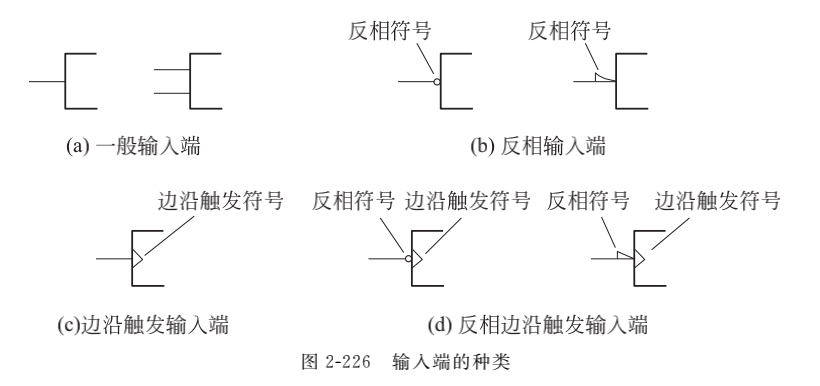 反相符号 反相符号
(a) 一般输入端 (b) 反相输入端
边沿触发符号 反相符号 边沿触发符号 反相符号 边沿触发符号
(c)边沿触发输入端 (d) 反相边沿触发输入端
图 2-226 输入端的种类